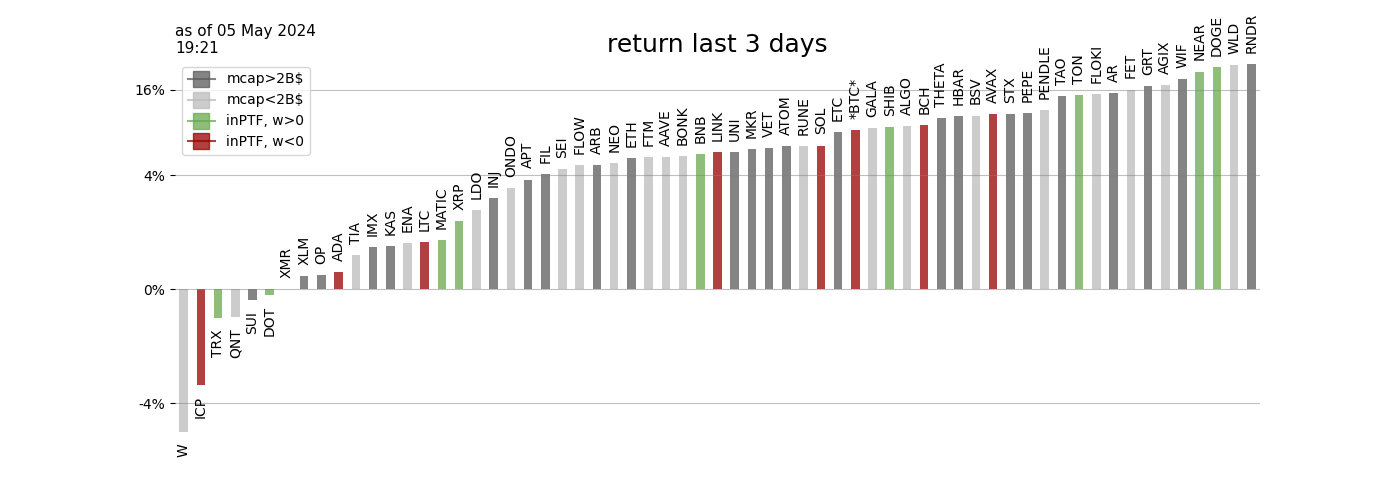 as of 05 May 2024
19:21
return last 3 days
mcap>2B$
mcap<2B$
inPTF, w>0
inPTF, w<0
16%
4%
0%
-4%
W
ICP
TRX
QNT
SUI
DOT
XMR
XLM
OP
ADA
TIA
IMX
KAS
ENA
LTC
MATIC
XRP
LDO
INJ
ONDO
APT
FIL
SEI
FLOW
ARB
NEO
ETH
FTM
AAVE
BONK
BNB
LINK
UNI
MKR
VET
ATOM
RUNE
SOL
ETC
*BTC*
GALA
SHIB
ALGO
BCH
THETA
HBAR
BSV
AVAX
STX
PEPE
PENDLE
TAO
TON
FLOKI
AR
FET
GRT
AGIX
WIF
NEAR
DOGE
WLD
RNDR